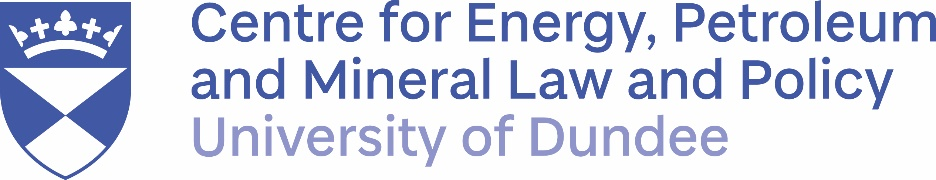 Centre for Energy, Petroleum
and Mineral Law and Policy
University of Dundee